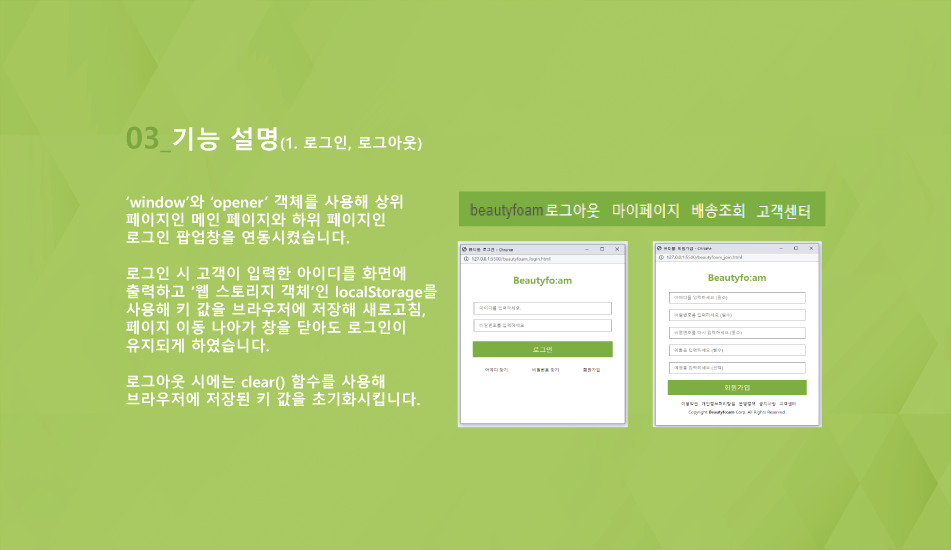 03_기능 설명(1. 로그인, 로그아웃)
‘window’와 ‘opener’ 객체를 사용해 상위
페이지인 메인 페이지와 하위 페이지인
로그인 팝업창을 연동시켰습니다.
로그인 시 고객이 입력한 아이디를 화면에
출력하고 ‘웹 스토리지 객체’인 localStorage를
사용해 키 값을 브라우저에 저장해 새로고침,
페이지 이동 나아가 창을 닫아도 로그인이
유지되게 하였습니다.
로그아웃 시에는 clear() 함수를 사용해
브라우저에 저장된 키 값을 초기화시킵니다.
beautyfoam로그아웃 마이페이지 배송조회 고객센터
로그인 - Chrome
127.0.0.1:5500/beautyfoam_login.html
Beautyfo:am
아이디를 입력하세요.
비밀번호를 입력하세요.
로그인
아이디 찾기 비밀번호 찾기 회원가입
회원가입 - Chrome
127.0.0.1:5500/beautyfoam_join.html
Beautyfo:am
아이디를 입력하세요 (필수)
비밀번호를 입력하세요 (필수)
비밀번호를 다시 입력하세요 (필수)
이름을 입력하세요 (필수)
메일을 입력하세요 (선택)
회원가입
이용약관 개인정보처리방침 운영정책 공지사항 고객센터
Copyright Beautyfo:am Corp. All Rights Reserved.